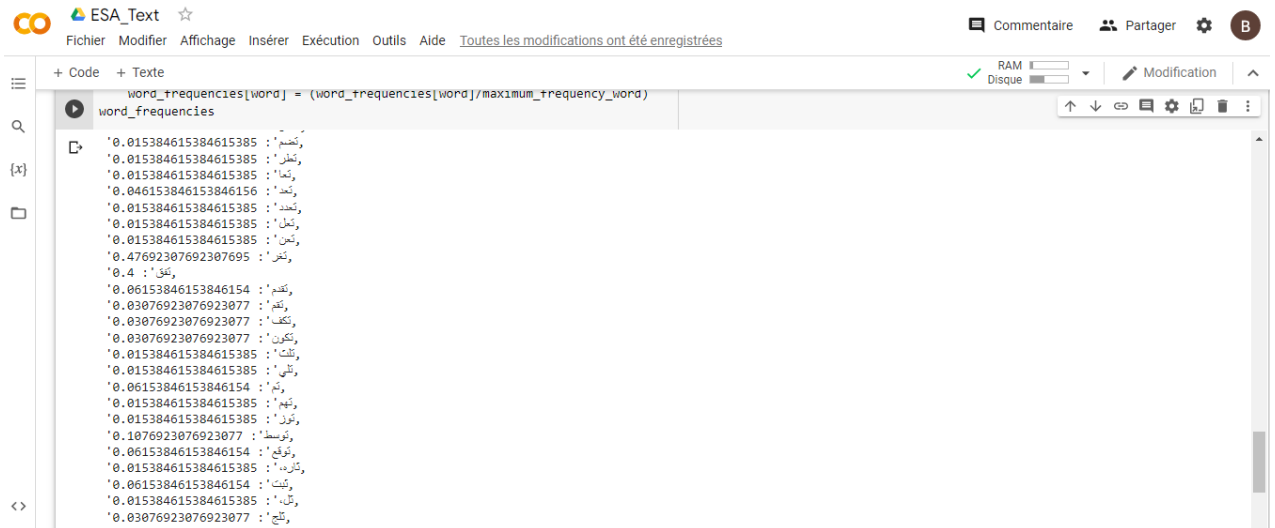 ESA_Text
Commentaire
Partager
B
Fichier Modifier Affichage Insérer Exécution Outils Aide Toutes les modifications ont été enregistrées
+ Code + Texte
RAM
Disque
Modification
word_frequencies[word] = (word_frequencies[word]/maximum_frequency_word)
word_frequencies
'تضم': 0.015384615384615385,
'تطر': 0.015384615384615385,
'تعا': 0.015384615384615385,
'تعد': 0.046153846153846156,
'تعدد': 0.015384615384615385,
'تعل': 0.015384615384615385,
'تعن': 0.015384615384615385,
'تغر': 0.47692307692307695,
'تفق': 0.4,
'تقدم': 0.06153846153846154,
'تقم': 0.03076923076923077,
'تكف': 0.03076923076923077,
'تكون': 0.03076923076923077,
'تلت': 0.015384615384615385,
'تلي': 0.015384615384615385,
'تم': 0.06153846153846154,
'تهم': 0.015384615384615385,
'توز': 0.015384615384615385,
'توسط': 0.1076923076923077,
'توقع': 0.06153846153846154,
'ثاره،': 0.015384615384615385,
'ثبت': 0.06153846153846154,
'ثل،': 0.015384615384615385,
'ثلج': 0.03076923076923077,
{x}
<>